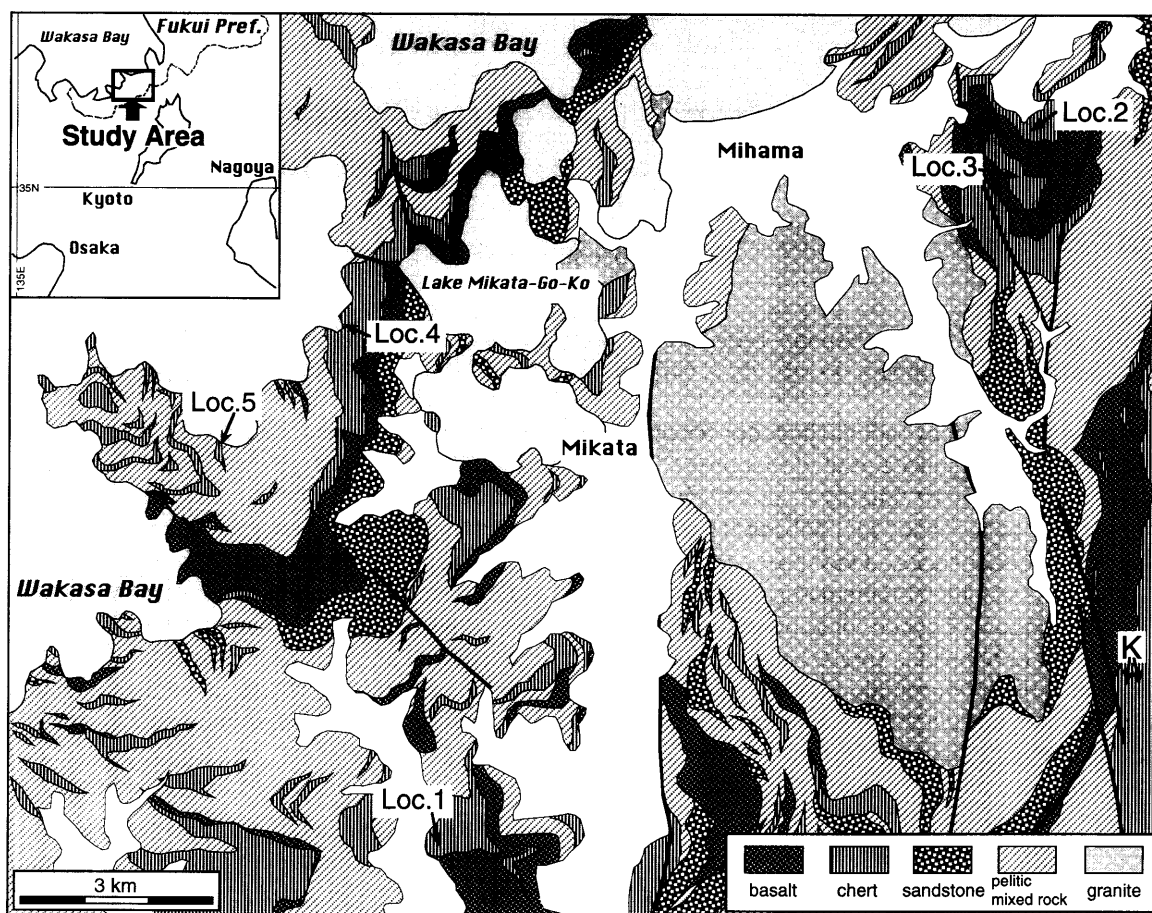 Wakasa Bay
Fukui Pref.
Study Area
Nagoya
35N
Kyoto
Osaka
135E
Wakasa Bay
Loc.2
Mihama
Loc.3
Lake Mikata-Go-Ko
Loc.4
Loc.5
Mikata
Wakasa Bay
K
Loc.1
3 km
basalt
chert
sandstone
pelitic
mixed rock
granite